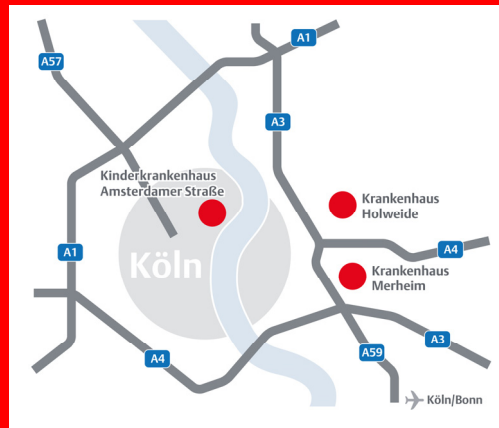 A1
A57
A3
Kinderkrankenhaus
Amsterdamer Straße
Krankenhaus
Holweide
A1
Köln
A4
Krankenhaus
Merheim
A4
A59
A3
Köln/Bonn